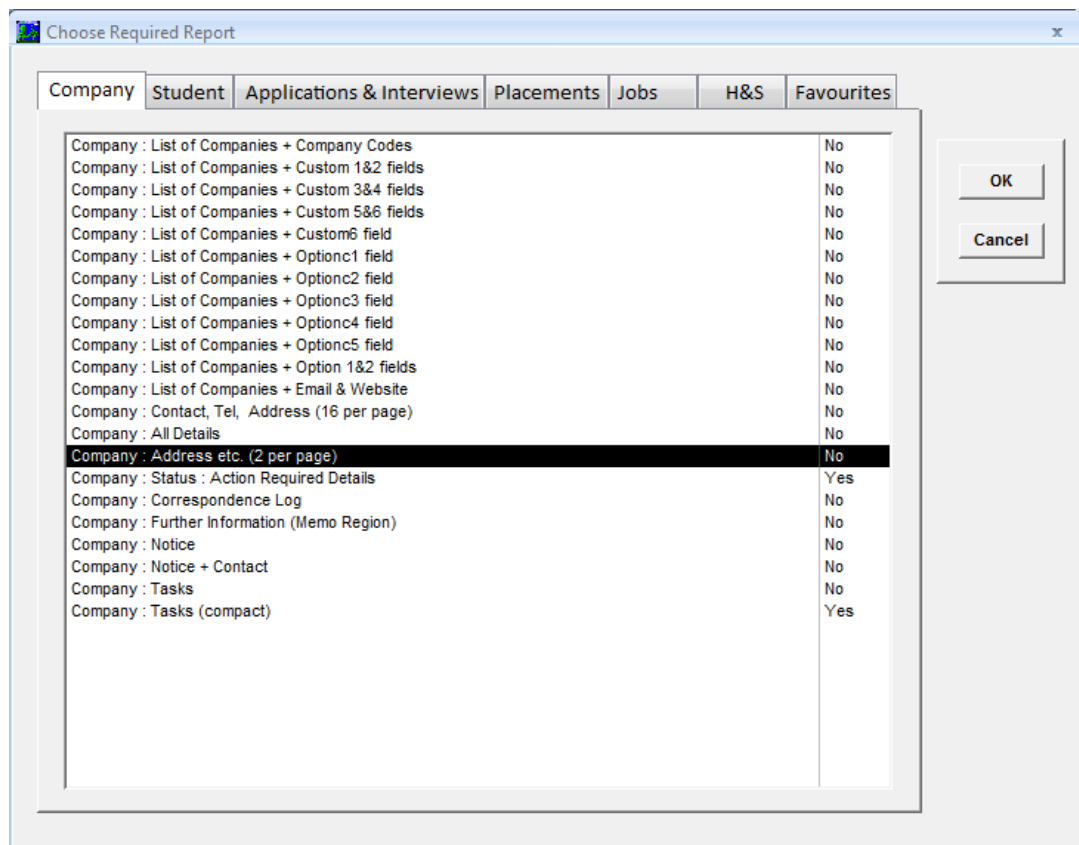 Choose Required Report x
Company Student Applications & Interviews Placements Jobs H&S Favourites
Company : List of Companies + Company Codes No
Company : List of Companies + Custom 1&2 fields No
Company : List of Companies + Custom 3&4 fields No
Company : List of Companies + Custom 5&6 fields No
Company : List of Companies + Custom6 field No
Company : List of Companies + Optionc1 field No
Company : List of Companies + Optionc2 field No
Company : List of Companies + Optionc3 field No
Company : List of Companies + Optionc4 field No
Company : List of Companies + Optionc5 field No
Company : List of Companies + Option 1&2 fields No
Company : List of Companies + Email & Website No
Company : Contact, Tel, Address (16 per page) No
Company : All Details No
Company : Address etc. (2 per page) No
Company : Status : Action Required Details Yes
Company : Correspondence Log No
Company : Further Information (Memo Region) No
Company : Notice No
Company : Notice + Contact No
Company : Tasks No
Company : Tasks (compact) Yes
OK
Cancel